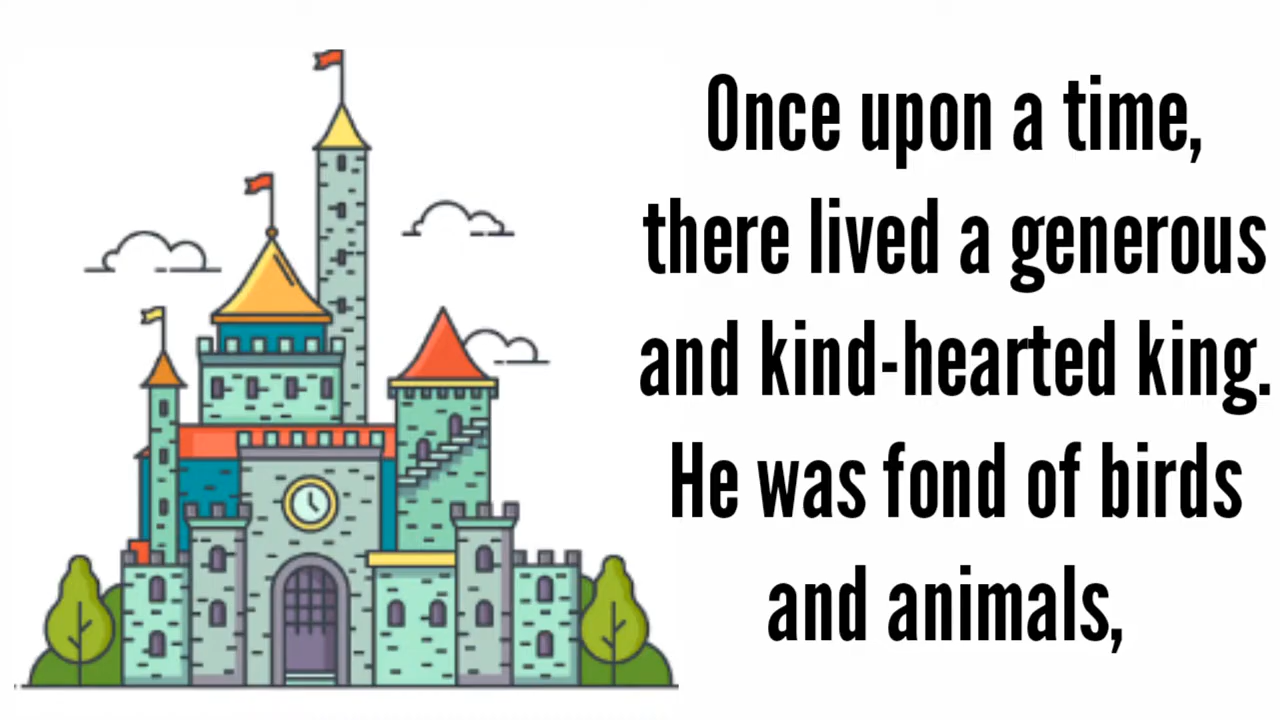 Once upon a time,
there lived a generous
and kind-hearted king.
He was fond of birds
and animals,